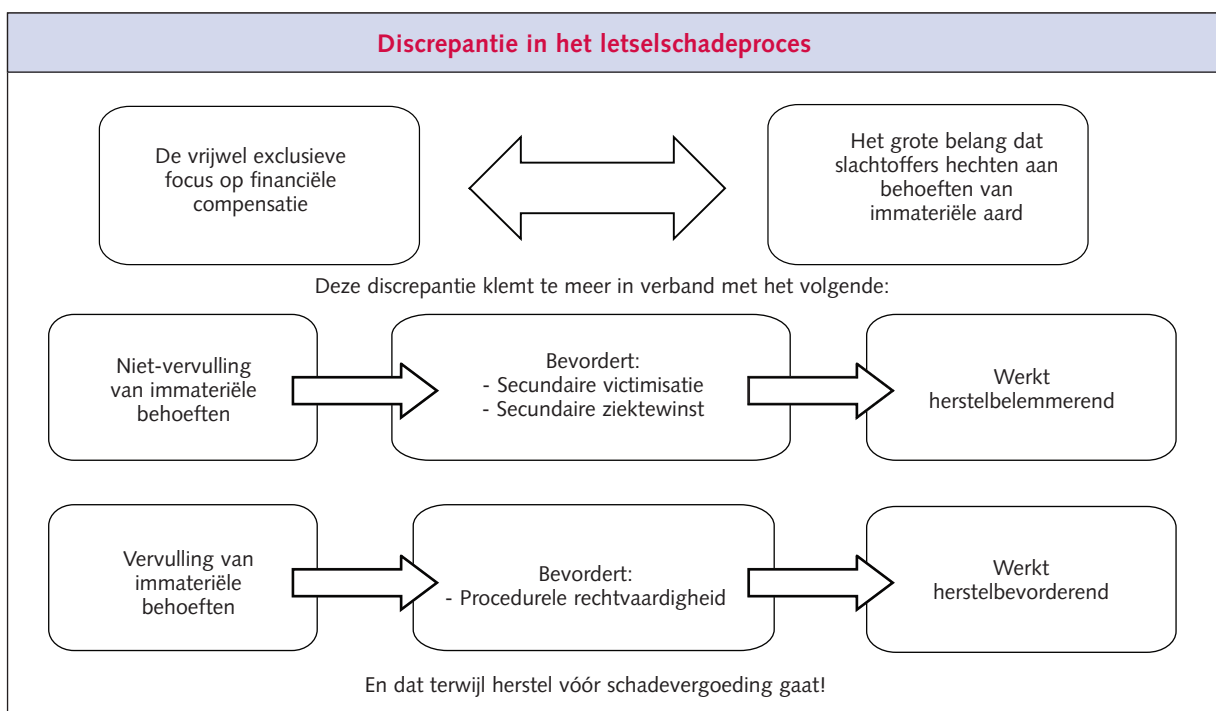 Discrepantie in het letselschadeproces
De vrijwel exclusieve
focus op financiële
compensatie
Het grote belang dat
slachtoffers hechten aan
behoeften van
immateriële aard
Deze discrepantie klemt te meer in verband met het volgende:
Niet-vervulling
van immateriële
behoeften
Bevordert:
- Secundaire victimisatie
- Secundaire ziektewinst
Werkt
herstelbelemmerend
Vervulling van
immateriële
behoeften
Bevordert:
- Procedurele rechtvaardigheid
Werkt
herstelbevorderend
En dat terwijl herstel vóór schadevergoeding gaat!